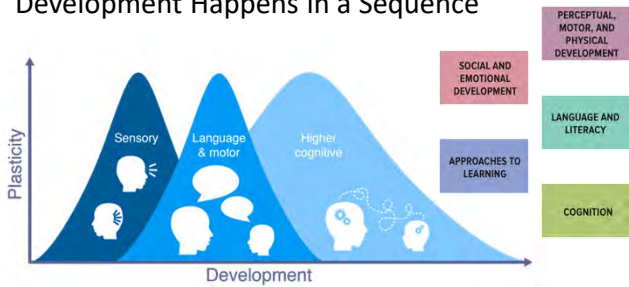 Development Happens in a Sequence
Plasticity
Sensory
Language
& motor
Higher
cognitive
Development
SOCIAL AND
EMOTIONAL
DEVELOPMENT
APPROACHES TO
LEARNING
PERCEPTUAL,
MOTOR, AND
PHYSICAL
DEVELOPMENT
LANGUAGE AND
LITERACY
COGNITION